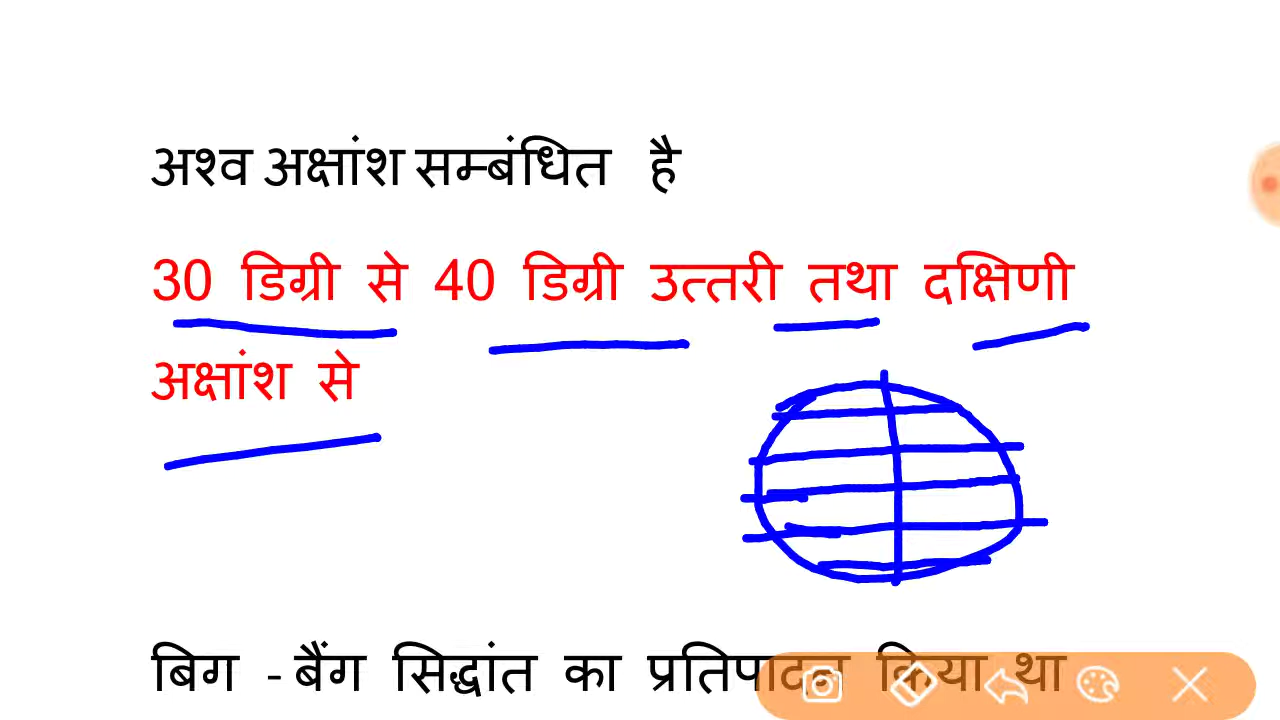 अश्व अक्षांश सम्बंधित है
30 डिग्री से 40 डिग्री उत्तरी तथा दक्षिणी
अक्षांश से
बिग - बैंग सिद्धांत का प्रतिपादन किया था